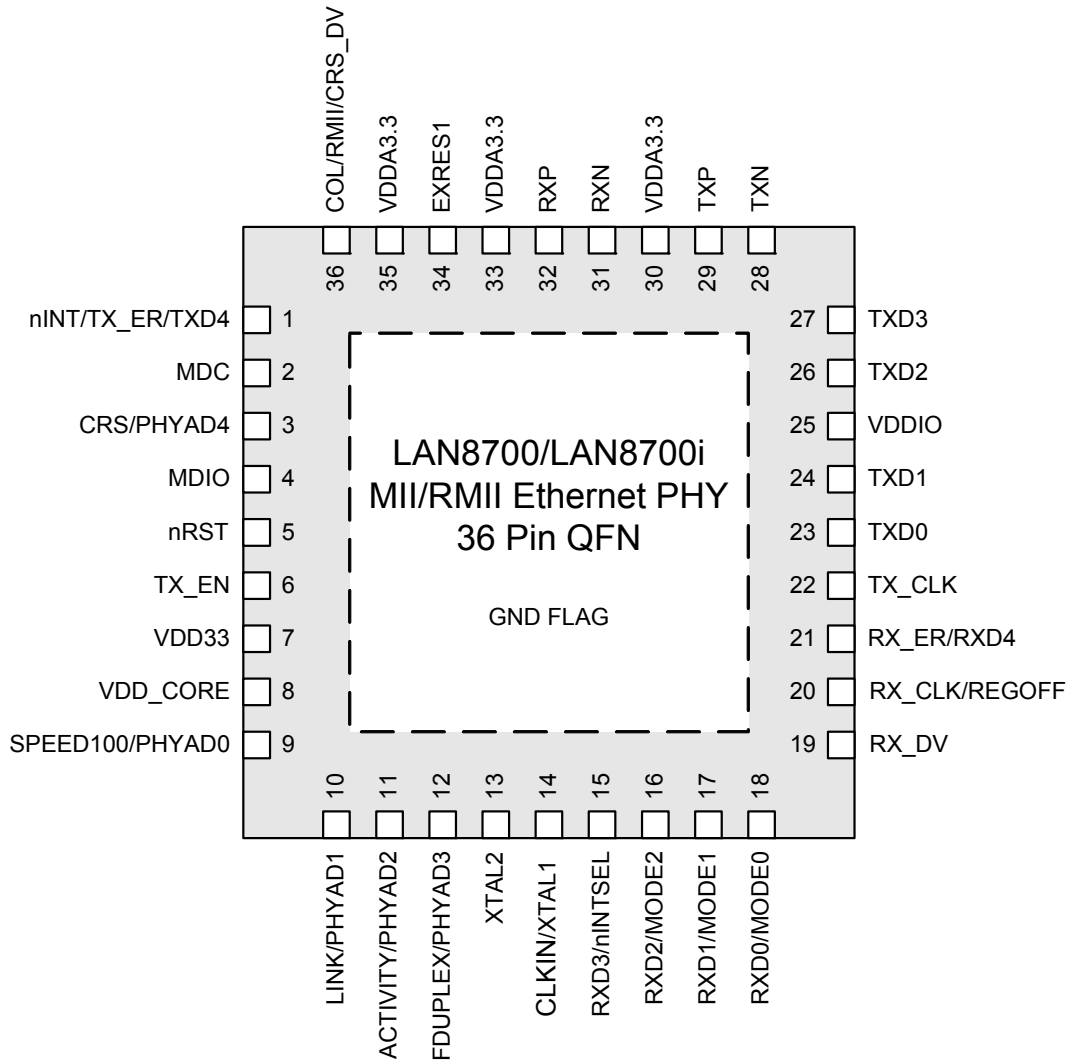 COL/RMII/CRS_DV
VDDA3.3
EXRES1
VDDA3.3
RXP
RXN
VDDA3.3
TXP
TXN
36
35
34
33
32
31
30
29
28
nINT/TX_ER/TXD4 1
MDC 2
CRS/PHYAD4 3
MDIO 4
nRST 5
TX_EN 6
VDD33 7
VDD_CORE 8
SPEED100/PHYAD0 9
LAN8700/LAN8700i
MII/RMII Ethernet PHY
36 Pin QFN
GND FLAG
27 TXD3
26 TXD2
25 VDDIO
24 TXD1
23 TXD0
22 TX_CLK
21 RX_ER/RXD4
20 RX_CLK/REGOFF
19 RX_DV
10
11
12
13
14
15
16
17
18
LINK/PHYAD1
ACTIVITY/PHYAD2
FDUPLEX/PHYAD3
XTAL2
CLKIN/XTAL1
RXD3/nINTSEL
RXD2/MODE2
RXD1/MODE1
RXD0/MODE0